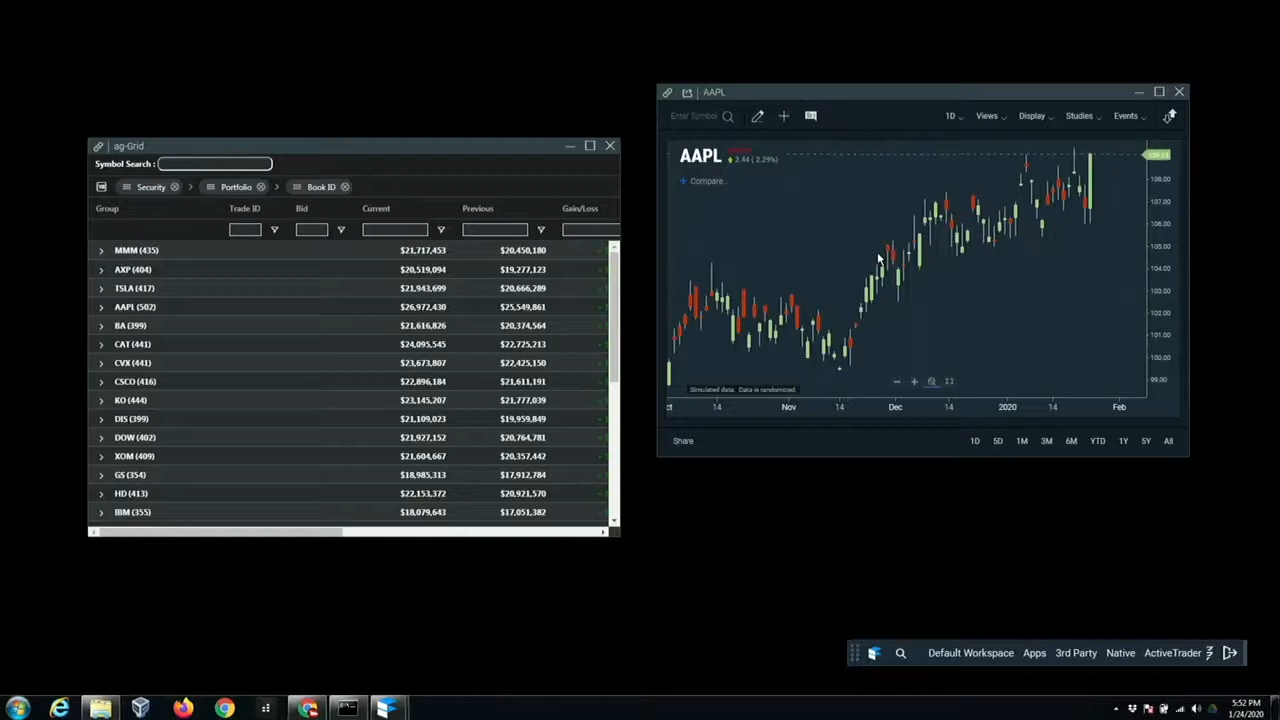 ag-Grid
Symbol Search :
Security Portfolio Book ID
Group Trade ID Bid Current Previous Gain/Loss
MMM (435) $21,717,453 $20,450,180
AXP (404) $20,519,094 $19,277,123
TSLA (417) $21,943,699 $20,666,289
AAPL (502) $26,972,430 $25,549,861
BA (399) $21,616,826 $20,374,564
CAT (441) $24,095,545 $22,725,213
CVX (441) $23,673,807 $22,425,150
CSCO (416) $22,896,184 $21,611,191
KO (444) $23,145,207 $21,777,039
DIS (399) $21,109,023 $19,959,849
DOW (402) $21,927,152 $20,764,781
XOM (409) $21,604,667 $20,357,442
GS (354) $18,985,313 $17,912,784
HD (413) $22,153,372 $20,921,570
IBM (355) $18,079,643 $17,051,382
AAPL
Enter Symbol 1D Views Display Studies Events
AAPL 2.44 ( 2.29%)
Compare...
108.00
107.00
106.00
105.00
104.00
103.00
102.00
101.00
100.00
99.00
Simulated data. Data is randomized.
ct 14 Nov 14 Dec 14 2020 14 Feb
Share 1D 5D 1M 3M 6M YTD 1Y 5Y All
Default Workspace Apps 3rd Party Native ActiveTrader
5:52 PM
1/24/2020